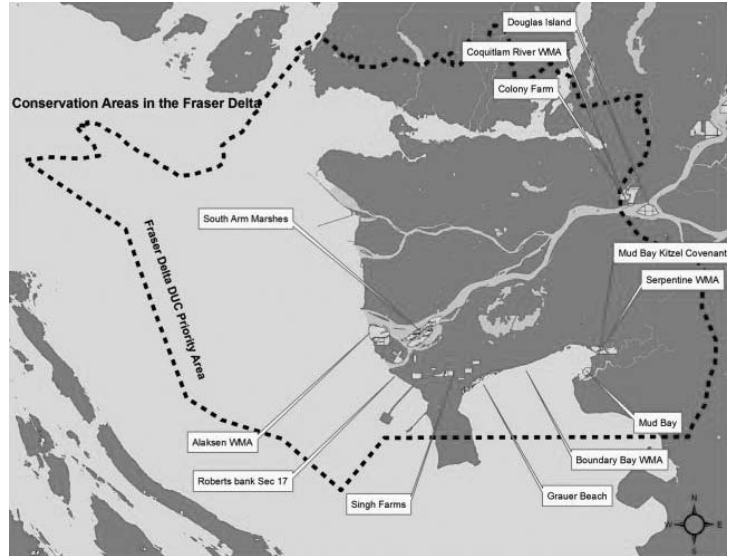 Douglas Island
Coquitlam River WMA
Colony Farm
Conservation Areas in the Fraser Delta
South Arm Marshes
Mud Bay Kitzel Covenant
Serpentine WMA
Fraser Delta DUC Priority Area
Mud Bay
Alaksen WMA
Boundary Bay WMA
Roberts bank Sec 17
Grauer Beach
Singh Farms
N
W
E
S